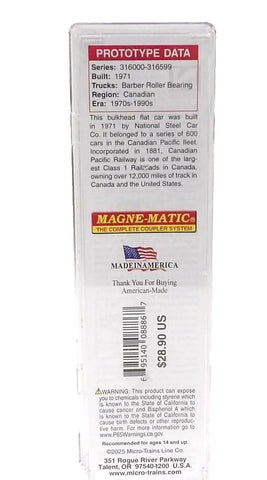 PROTOTYPE DATA
Series: 316000-316599
Built: 1971
Trucks: Barber Roller Bearing
Region: Canadian
Era: 1970s-1990s
This bulkhead flat car was built in 1971 by National Steel Car Co. It belonged to a series of 600 cars in the Canadian Pacific fleet. Incorporated in 1881, Canadian Pacific Railway is one of the largest Class 1 Railroads in Canada, owning over 12,000 miles of track in Canada and the United States.
MAGNE-MATIC®
THE COMPLETE COUPLER SYSTEM
MADEINAMERICA
Thank You For Buying
American-Made
6 95140 08886 7
$28.90 US
⚠WARNING: This product can expose
you to chemicals including styrene which
is known to the State of California to
cause cancer and Bisphenol A which
is known to the State of California to
cause birth defects or other reproduc-
tive harm. For more information go to
www.P65Warnings.ca.gov.
Recommended for ages 14 and up.
©2025 Micro-Trains Line Co.
351 Rogue River Parkway
Talent, OR 97540-1200 U.S.A.
www.micro-trains.com